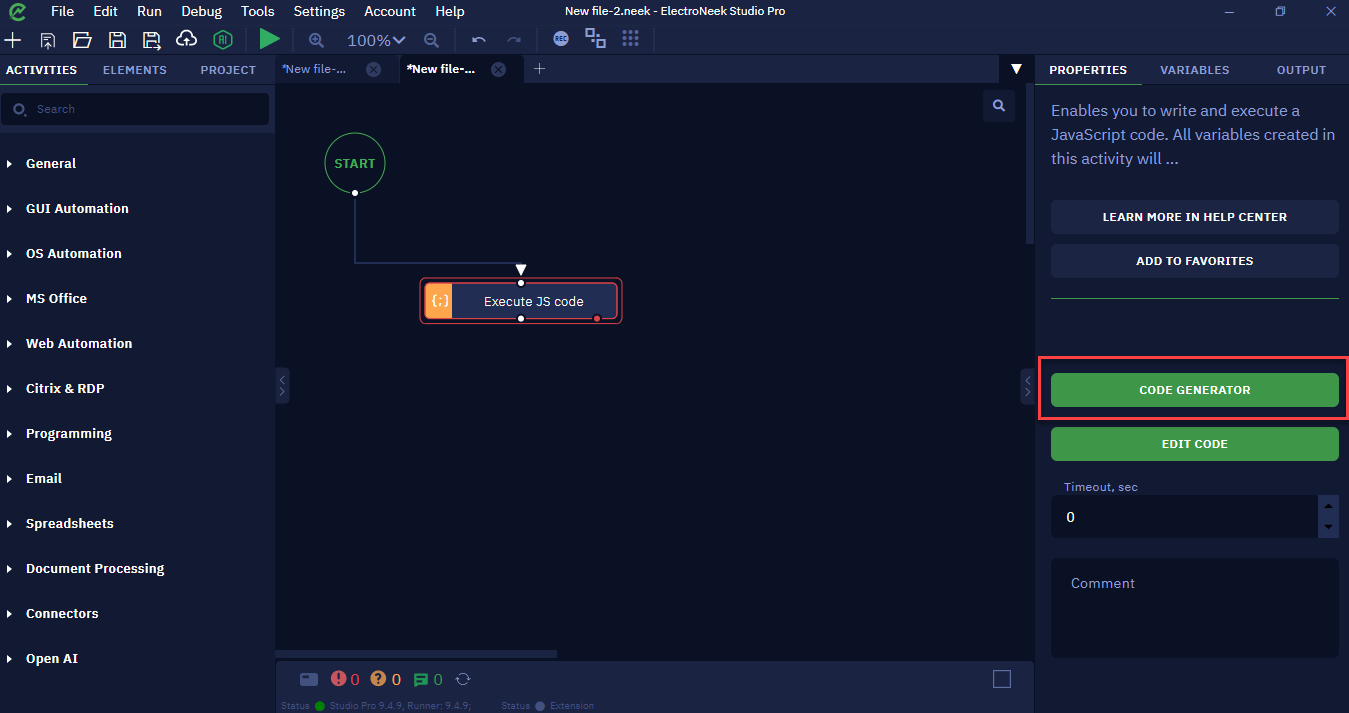 File Edit Run Debug Tools Settings Account Help
New file-2.neek - ElectroNeek Studio Pro
AI 100% REC
ACTIVITIES ELEMENTS PROJECT
*New file-... *New file-...
PROPERTIES VARIABLES OUTPUT
Search
General
GUI Automation
OS Automation
MS Office
Web Automation
Citrix & RDP
Programming
Email
Spreadsheets
Document Processing
Connectors
Open AI
START
{;} Execute JS code
Enables you to write and execute a
JavaScript code. All variables created in
this activity will ...
LEARN MORE IN HELP CENTER
ADD TO FAVORITES
CODE GENERATOR
EDIT CODE
Timeout, sec
0
Comment
! 0 ? 0 0
Status Studio Pro 9.4.9, Runner: 9.4.9; Status Extension